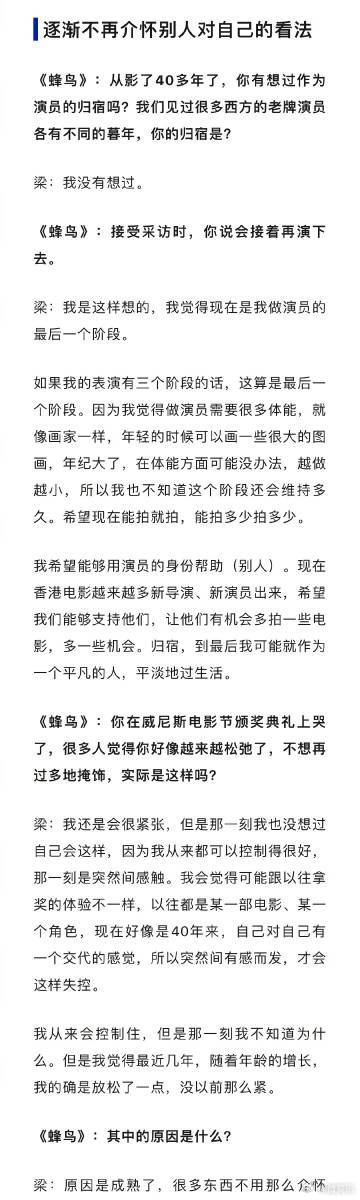 逐渐不再介怀别人对自己的看法
《蜂鸟》：从影了40多年了，你有想过作为
演员的归宿吗？我们见过很多西方的老牌演员
各有不同的暮年，你的归宿是？
梁：我没有想过。
《蜂鸟》：接受采访时，你说会接着再演下
去。
梁：我是这样想的，我觉得现在是我做演员的
最后一个阶段。
如果我的表演有三个阶段的话，这算是最后一
个阶段。因为我觉得做演员需要很多体能，就
像画家一样，年轻的时候可以画一些很大的图
画，年纪大了，在体能方面可能没办法，越做
越小，所以我也不知道这个阶段还会维持多
久。希望现在能拍就拍，能拍多少拍多少。
我希望能够用演员的身份帮助（别人）。现在
香港电影越来越多新导演、新演员出来，希望
我们能够支持他们，让他们有机会多拍一些电
影，多一些机会。归宿，到最后我可能就作为
一个平凡的人，平淡地过生活。
《蜂鸟》：你在威尼斯电影节颁奖典礼上哭
了，很多人觉得你好像越来越松弛了，不想再
过多地掩饰，实际是这样吗？
梁：我还是会很紧张，但是那一刻我也没想过
自己会这样，因为我从来都可以控制得很好，
那一刻是突然间感触。我会觉得可能跟以往拿
奖的体验不一样，以往都是某一部电影、某一
个角色，现在好像是40年来，自己对自己有
一个交代的感觉，所以突然间有感而发，才会
这样失控。
我从来会控制住，但是那一刻我不知道为什
么。但是我觉得最近几年，随着年龄的增长，
我的确是放松了一点，没以前那么紧。
《蜂鸟》：其中的原因是什么？
梁：原因是成熟了，很多东西不用那么介怀